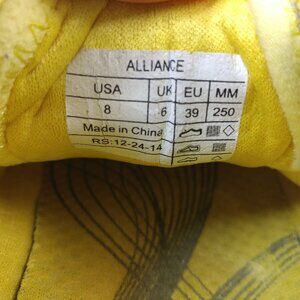 ALLIANCE
USA UK EU MM
8 6 39 250
Made in China
RS:12-24-14